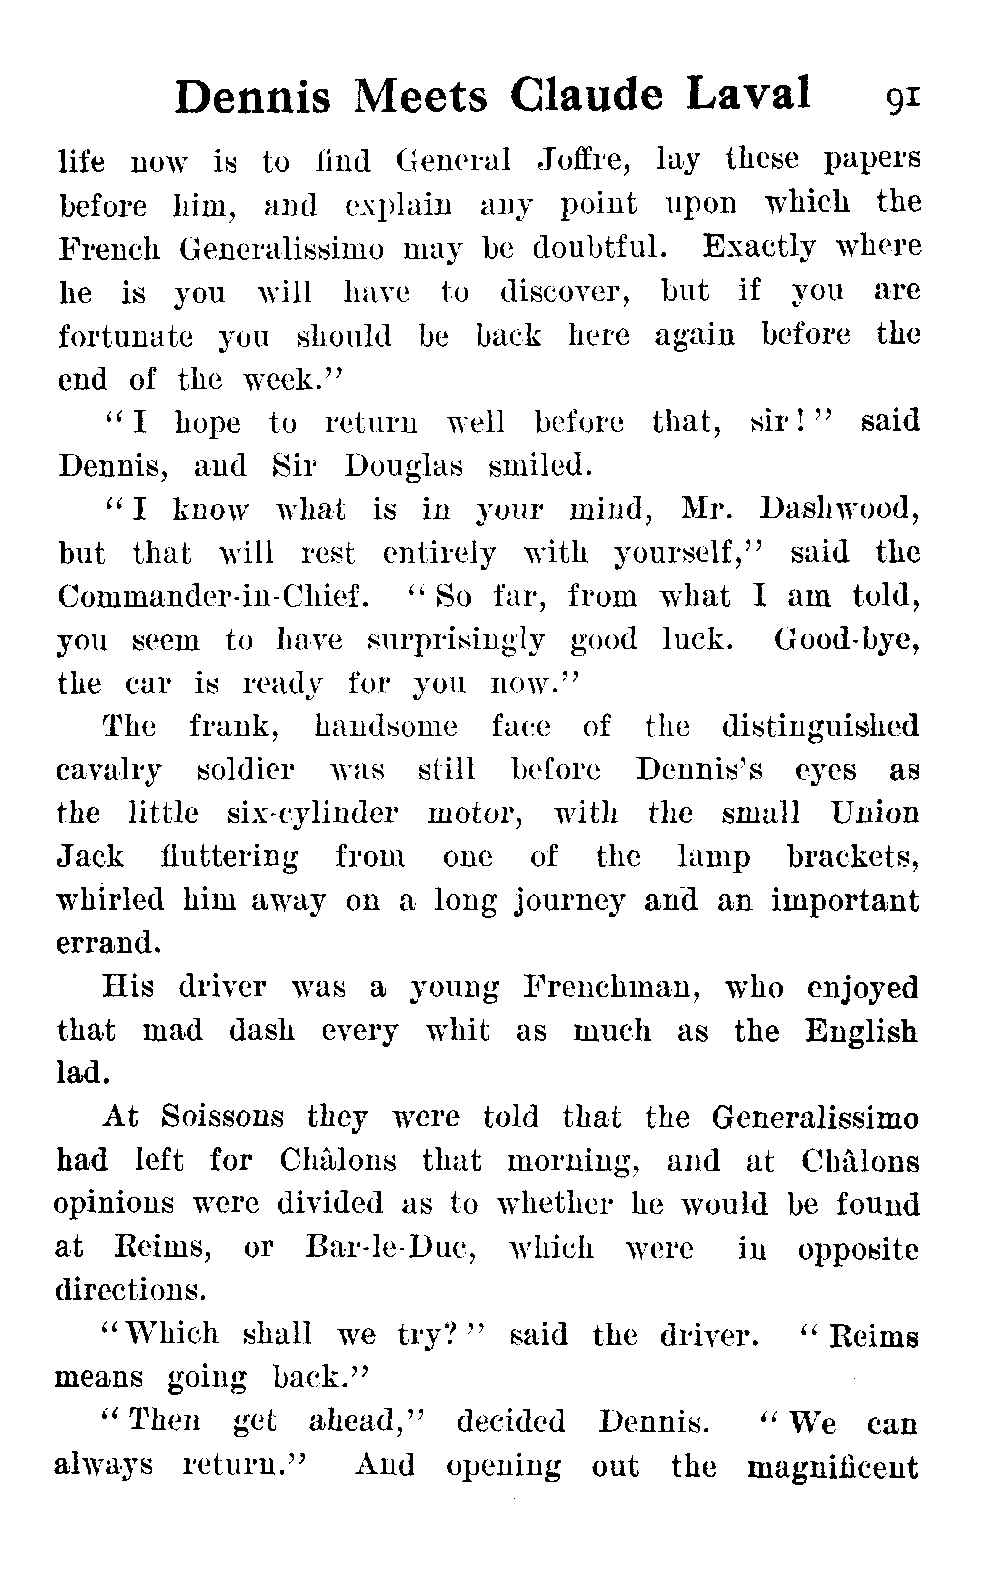 Dennis Meets Claude Laval 91
life now is to find General Joffre, lay these papers
before him, and explain any point upon which the
French Generalissimo may be doubtful. Exactly where
he is you will have to discover, but if you are
fortunate you should be back here again before the
end of the week.”
“I hope to return well before that, sir!” said
Dennis, and Sir Douglas smiled.
“I know what is in your mind, Mr. Dashwood,
but that will rest entirely with yourself,” said the
Commander-in-Chief. “So far, from what I am told,
you seem to have surprisingly good luck. Good-bye,
the car is ready for you now.”
The frank, handsome face of the distinguished
cavalry soldier was still before Dennis’s eyes as
the little six-cylinder motor, with the small Union
Jack fluttering from one of the lamp brackets,
whirled him away on a long journey and an important
errand.
His driver was a young Frenchman, who enjoyed
that mad dash every whit as much as the English
lad.
At Soissons they were told that the Generalissimo
had left for Châlons that morning, and at Châlons
opinions were divided as to whether he would be found
at Reims, or Bar-le-Duc, which were in opposite
directions.
“Which shall we try?” said the driver. “Reims
means going back.”
“Then get ahead,” decided Dennis. “We can
always return.” And opening out the magnificent